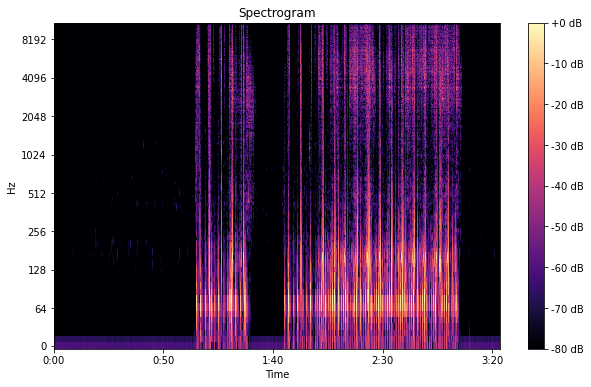 Spectrogram
8192
4096
2048
1024
512
256
128
64
0
Hz
0:00
0:50
1:40
2:30
3:20
Time
+0 dB
-10 dB
-20 dB
-30 dB
-40 dB
-50 dB
-60 dB
-70 dB
-80 dB